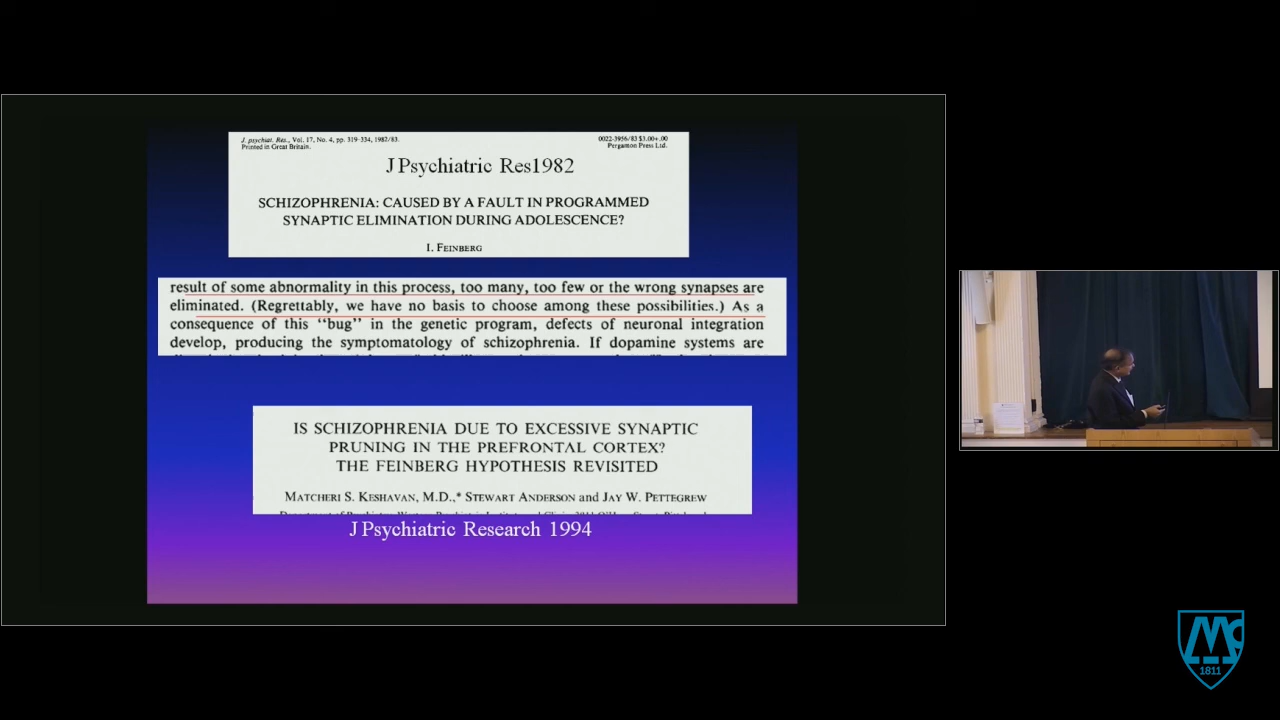 J. psychiat. Res., Vol. 17, No. 4, pp. 319-334, 1982/83.
Printed in Great Britain.
0022-3956/83 $3.00+.00
Pergamon Press Ltd.
J Psychiatric Res1982
SCHIZOPHRENIA: CAUSED BY A FAULT IN PROGRAMMED
SYNAPTIC ELIMINATION DURING ADOLESCENCE?
I. FEINBERG
result of some abnormality in this process, too many, too few or the wrong synapses are
eliminated. (Regrettably, we have no basis to choose among these possibilities.) As a
consequence of this "bug" in the genetic program, defects of neuronal integration
develop, producing the symptomatology of schizophrenia. If dopamine systems are
IS SCHIZOPHRENIA DUE TO EXCESSIVE SYNAPTIC
PRUNING IN THE PREFRONTAL CORTEX?
THE FEINBERG HYPOTHESIS REVISITED
MATCHERI S. KESHAVAN, M.D.,* STEWART ANDERSON and JAY W. PETTEGREW
J Psychiatric Research 1994
Mc
1811